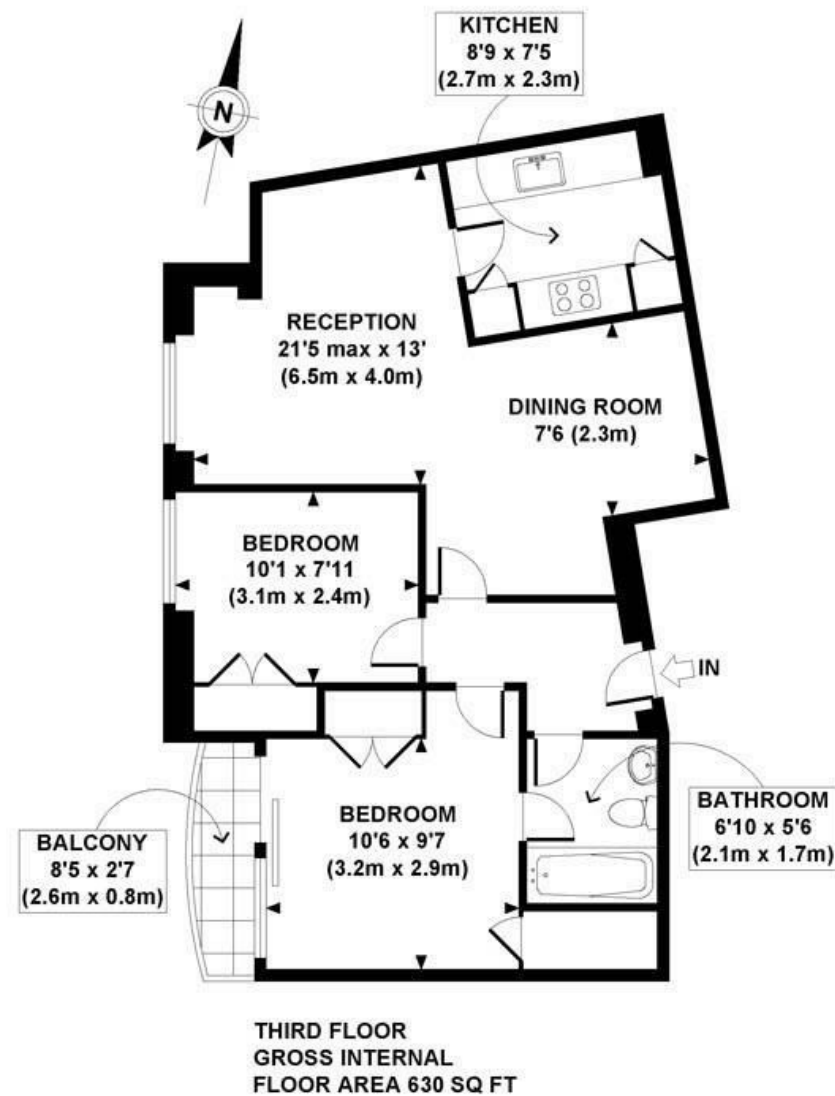 KITCHEN
8'9 x 7'5
(2.7m x 2.3m)
N
RECEPTION
21'5 max x 13'
(6.5m x 4.0m)
DINING ROOM
7'6 (2.3m)
BEDROOM
10'1 x 7'11
(3.1m x 2.4m)
IN
BEDROOM
10'6 x 9'7
(3.2m x 2.9m)
BALCONY
8'5 x 2'7
(2.6m x 0.8m)
BATHROOM
6'10 x 5'6
(2.1m x 1.7m)
THIRD FLOOR
GROSS INTERNAL
FLOOR AREA 630 SQ FT